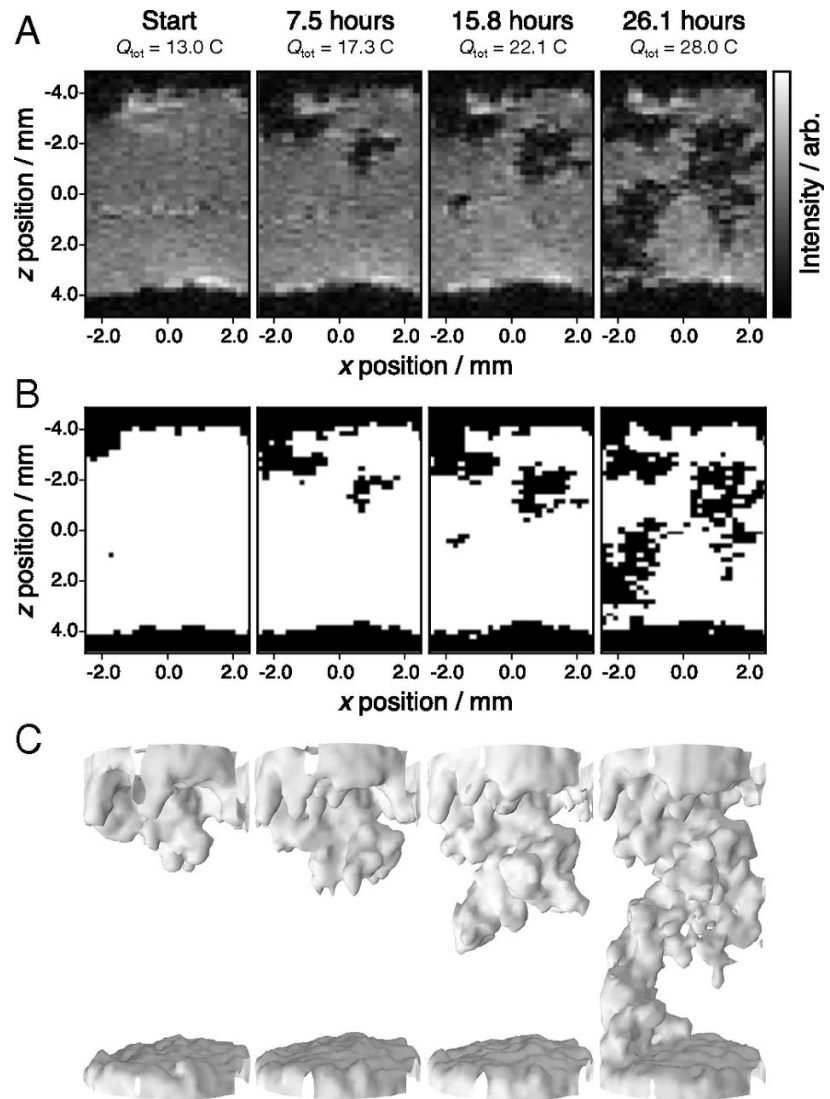 A
Start
Q_tot = 13.0 C
7.5 hours
Q_tot = 17.3 C
15.8 hours
Q_tot = 22.1 C
26.1 hours
Q_tot = 28.0 C
-4.0
-2.0
0.0
2.0
4.0
z position / mm
-2.0 0.0 2.0 -2.0 0.0 2.0 -2.0 0.0 2.0 -2.0 0.0 2.0
x position / mm
Intensity / arb.
B
-4.0
-2.0
0.0
2.0
4.0
z position / mm
-2.0 0.0 2.0 -2.0 0.0 2.0 -2.0 0.0 2.0 -2.0 0.0 2.0
x position / mm
C